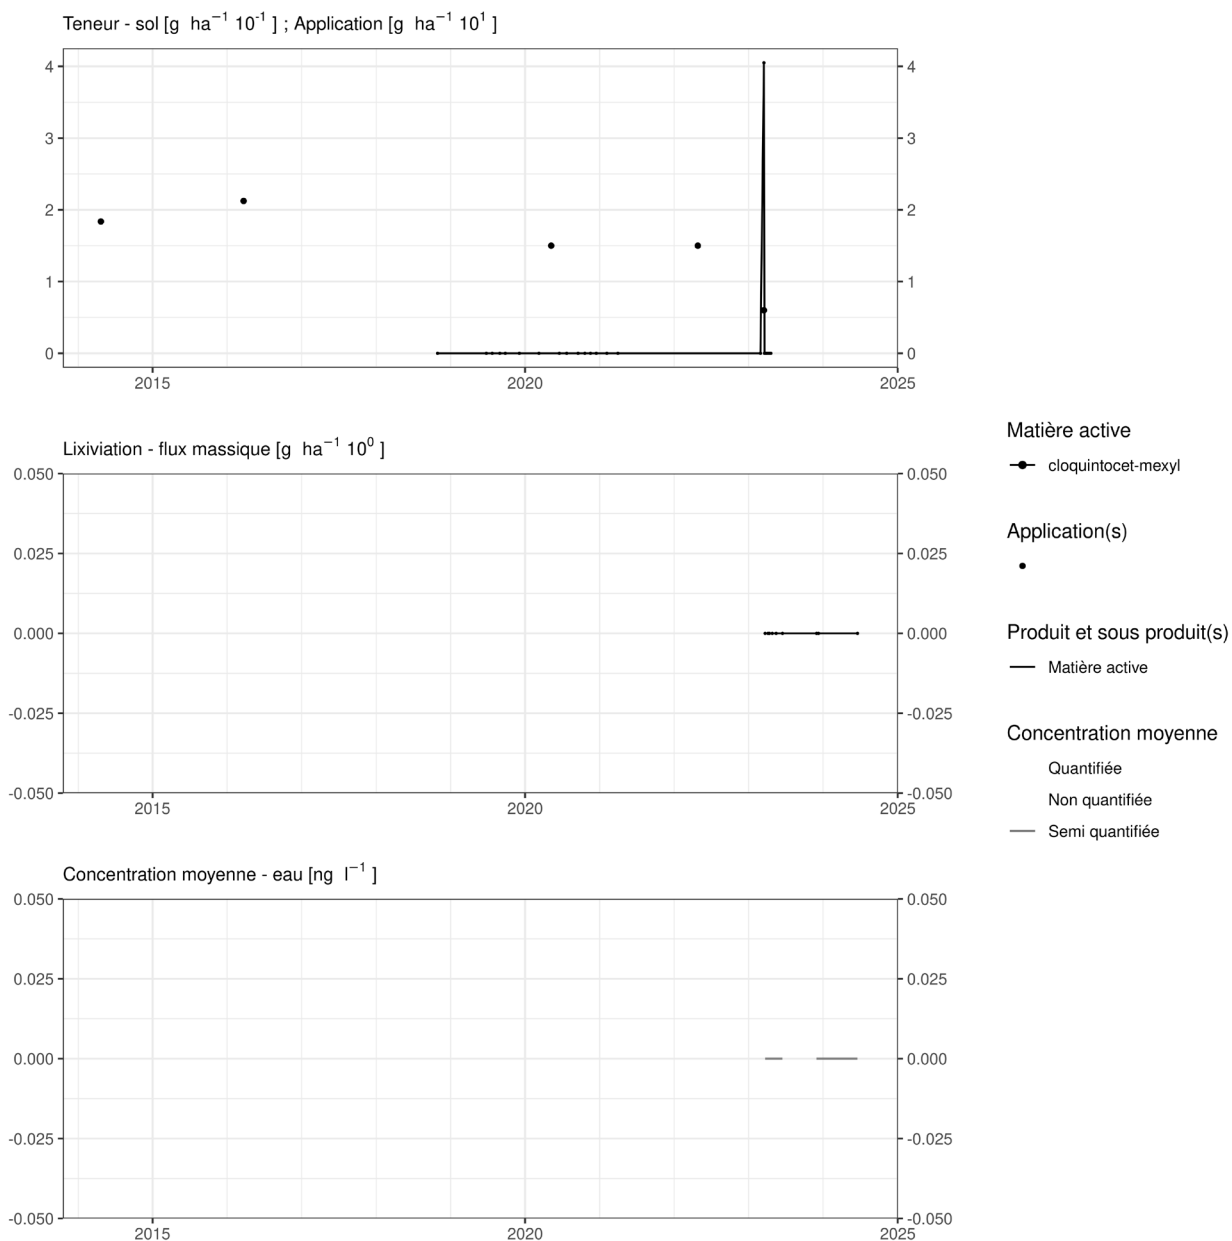 Teneur - sol [g ha⁻¹ 10⁻¹ ] ; Application [g ha⁻¹ 10¹ ]
4 4
3 3
2 2
1 1
0 0
2015 2020 2025
Lixiviation - flux massique [g ha⁻¹ 10⁰ ]
0.050 0.050
0.025 0.025
0.000 0.000
-0.025 -0.025
-0.050 -0.050
2015 2020 2025
Concentration moyenne - eau [ng l⁻¹ ]
0.050 0.050
0.025 0.025
0.000 0.000
-0.025 -0.025
-0.050 -0.050
2015 2020 2025
Matière active
cloquintocet-mexyl
Application(s)
Produit et sous produit(s)
Matière active
Concentration moyenne
Quantifiée
Non quantifiée
Semi quantifiée